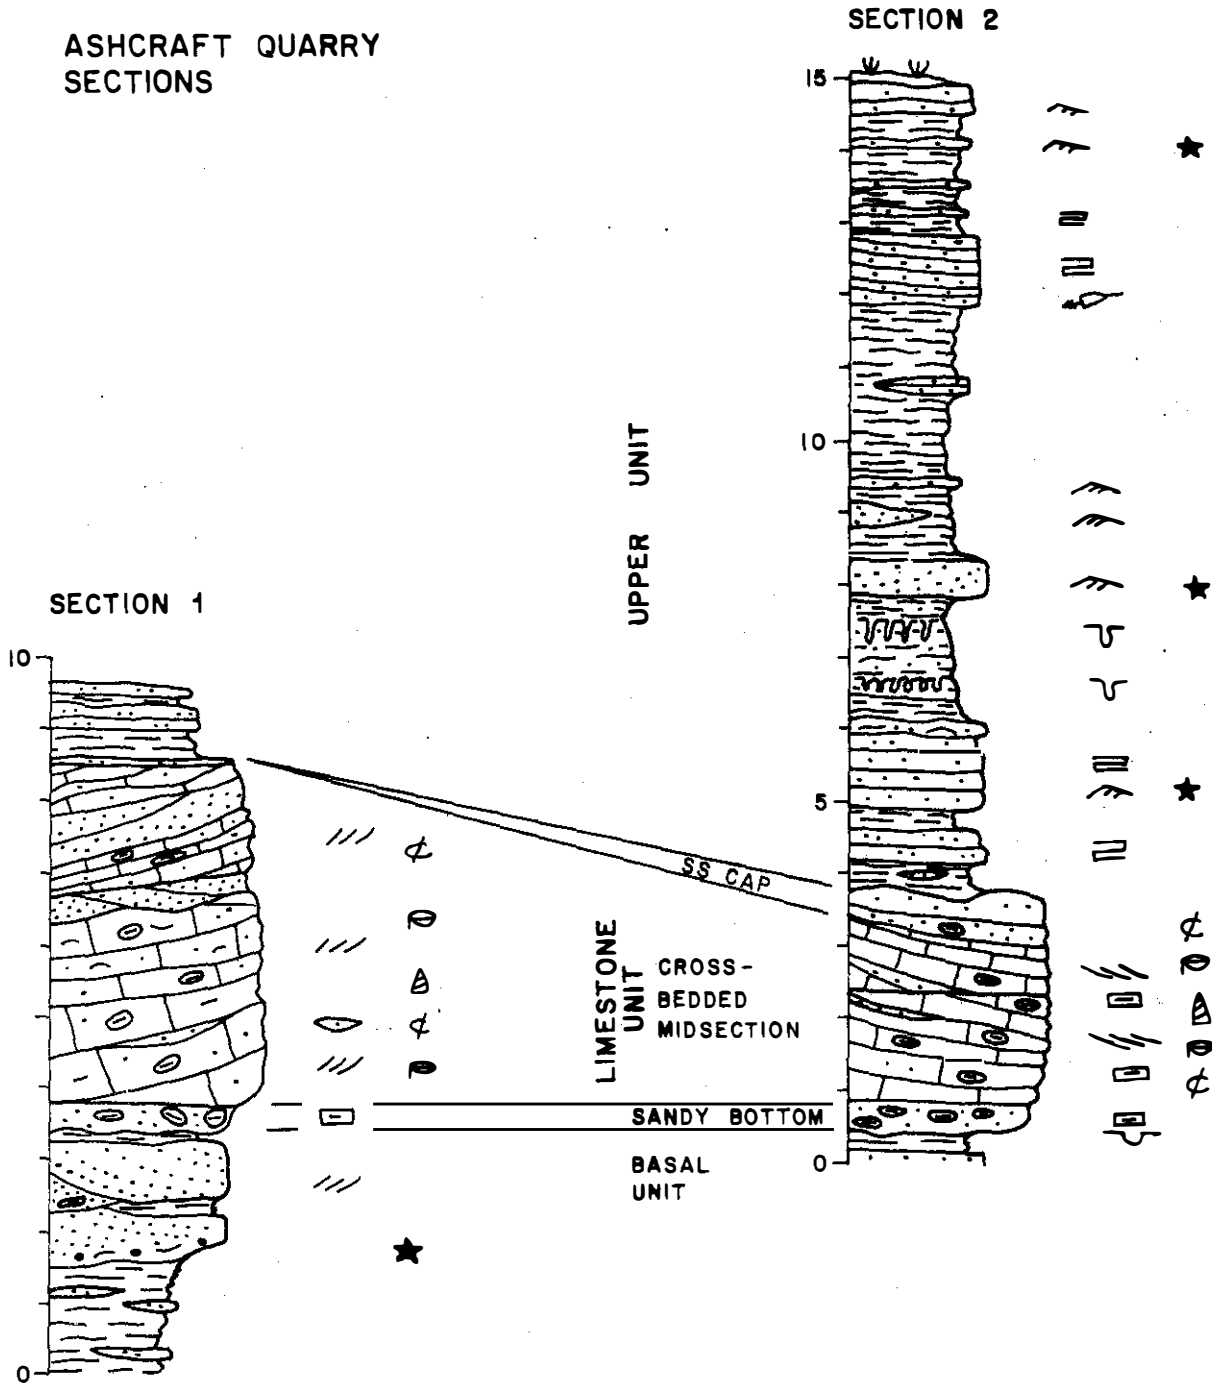 ASHCRAFT QUARRY
SECTIONS
SECTION 2
15
10
5
0
UPPER UNIT
SECTION 1
10
0
SS CAP
LIMESTONE
UNIT
CROSS-
BEDDED
MIDSECTION
SANDY BOTTOM
BASAL
UNIT